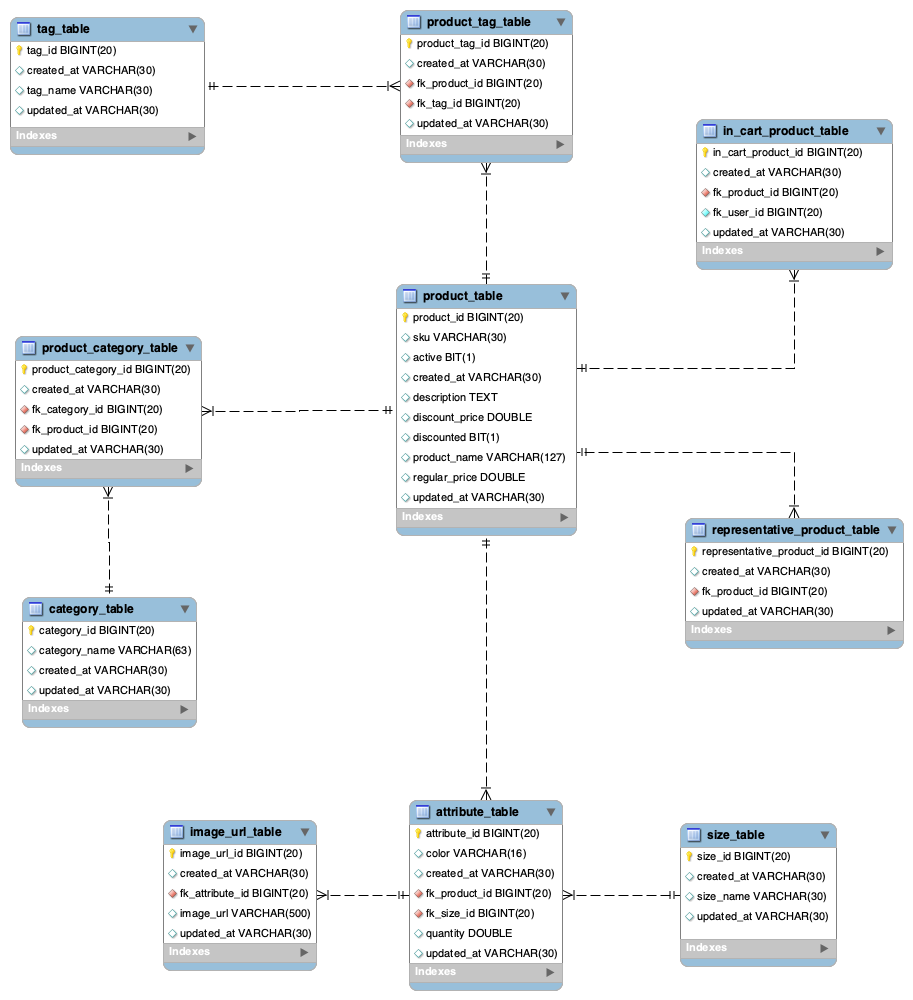 tag_table
tag_id BIGINT(20)
created_at VARCHAR(30)
tag_name VARCHAR(30)
updated_at VARCHAR(30)
Indexes
product_tag_table
product_tag_id BIGINT(20)
created_at VARCHAR(30)
fk_product_id BIGINT(20)
fk_tag_id BIGINT(20)
updated_at VARCHAR(30)
Indexes
in_cart_product_table
in_cart_product_id BIGINT(20)
created_at VARCHAR(30)
fk_product_id BIGINT(20)
fk_user_id BIGINT(20)
updated_at VARCHAR(30)
Indexes
product_table
product_id BIGINT(20)
sku VARCHAR(30)
active BIT(1)
created_at VARCHAR(30)
description TEXT
discount_price DOUBLE
discounted BIT(1)
product_name VARCHAR(127)
regular_price DOUBLE
updated_at VARCHAR(30)
Indexes
product_category_table
product_category_id BIGINT(20)
created_at VARCHAR(30)
fk_category_id BIGINT(20)
fk_product_id BIGINT(20)
updated_at VARCHAR(30)
Indexes
representative_product_table
representative_product_id BIGINT(20)
created_at VARCHAR(30)
fk_product_id BIGINT(20)
updated_at VARCHAR(30)
Indexes
category_table
category_id BIGINT(20)
category_name VARCHAR(63)
created_at VARCHAR(30)
updated_at VARCHAR(30)
Indexes
image_url_table
image_url_id BIGINT(20)
created_at VARCHAR(30)
fk_attribute_id BIGINT(20)
image_url VARCHAR(500)
updated_at VARCHAR(30)
Indexes
attribute_table
attribute_id BIGINT(20)
color VARCHAR(16)
created_at VARCHAR(30)
fk_product_id BIGINT(20)
fk_size_id BIGINT(20)
quantity DOUBLE
updated_at VARCHAR(30)
Indexes
size_table
size_id BIGINT(20)
created_at VARCHAR(30)
size_name VARCHAR(30)
updated_at VARCHAR(30)
Indexes